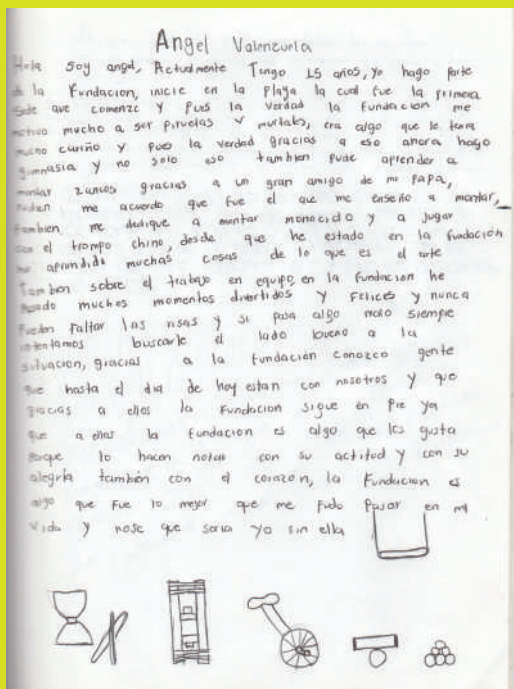 Angel Valenzuela
Hola soy angel, Actualmente Tengo 15 años, yo hago parte
de la Fundacion, inicie en la Playa la cual fue la primera
sede que comenze y pues la verdad la fundacion me
motivo mucho a ser piruetas y mortales, era algo que le tenia
mucho cariño y pues la verdad gracias a eso ahora hago
gimnasia y no solo eso tambien pude aprender a
montar zancos gracias a un gran amigo de mi papa,
me acuerdo que fue el que me enseño a montar,
tambien me dedique a montar monociclo y a jugar
con el trompo chino, desde que he estado en la fundación
he aprendido muchas cosas de lo que es el arte
Tambien sobre el trabajo en equipo, en la fundacion he
pasado muchos momentos divertidos y felices y nunca
pueden faltar las risas y si pasa algo malo siempre
intentamos buscarle el lado bueno a la
situacion, gracias a la fundación conozco gente
que hasta el dia de hoy estan con nosotros y que
gracias a ellos la Fundacion sigue en pie ya
que a ellos la fundacion es algo que les gusta
porque lo hacen notar con su actitud y con su
alegría también con el corazón, la Fundacion es
algo que fue lo mejor que me pudo pasar en mi
vida y nose que seria yo sin ella